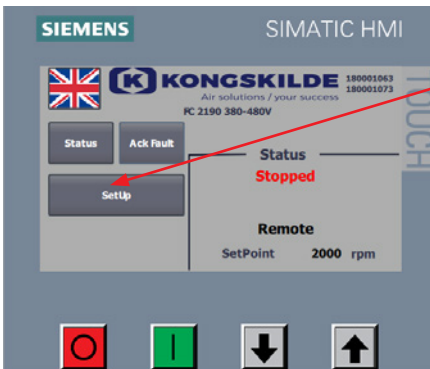 SIEMENS SIMATIC HMI
KONGSKILDE 180001063
180001073
Air solutions / your success
FC 2190 380-480V
TOUCH
Status Ack Fault
Status
Stopped
SetUp
Remote
SetPoint 2000 rpm